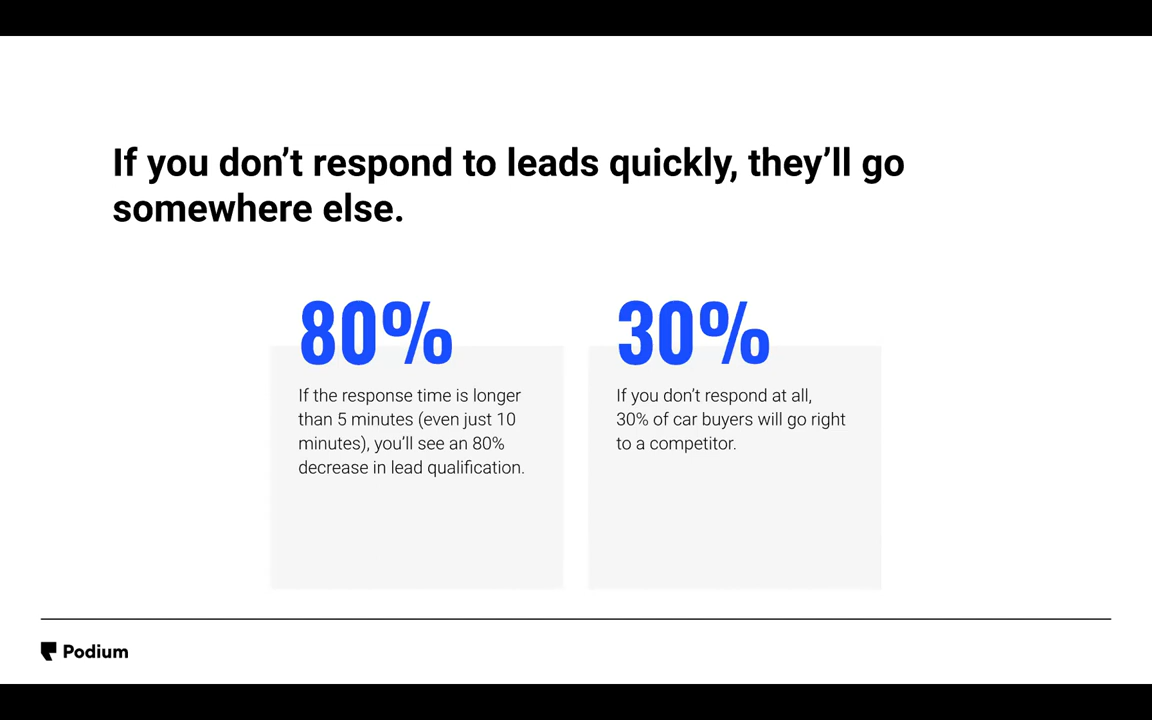 If you don’t respond to leads quickly, they’ll go
somewhere else.
80%
If the response time is longer
than 5 minutes (even just 10
minutes), you’ll see an 80%
decrease in lead qualification.
30%
If you don’t respond at all,
30% of car buyers will go right
to a competitor.
Podium